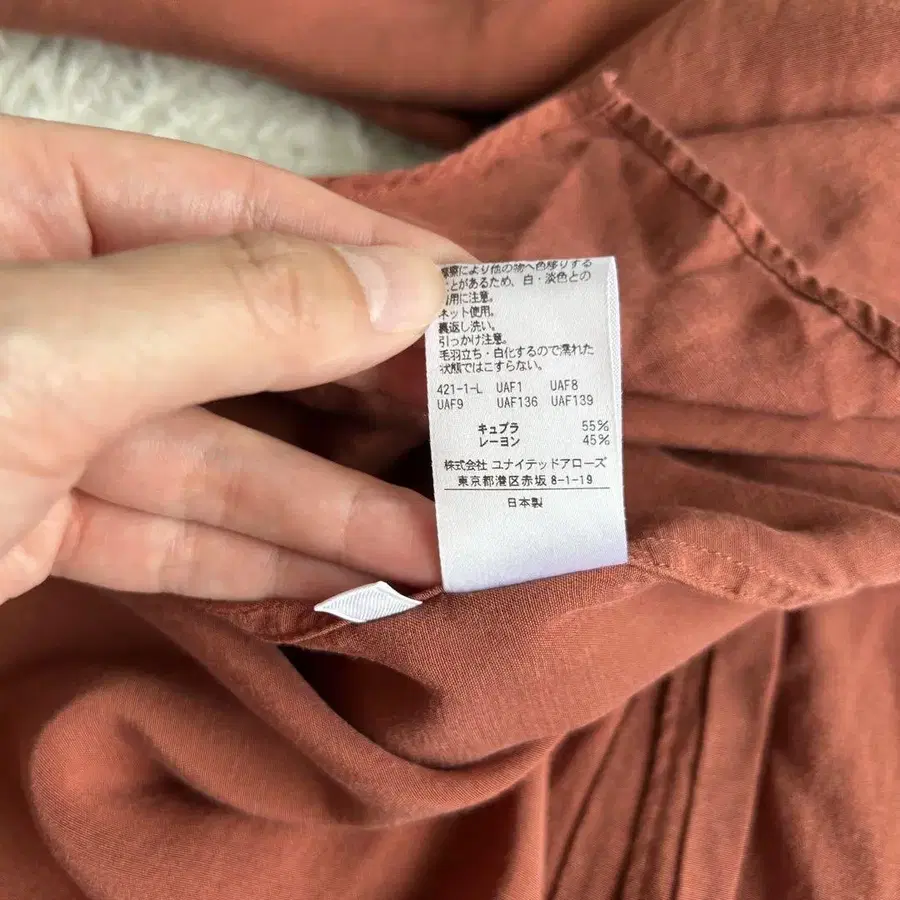 摩擦により他の物へ色移りする
ことがあるため、白・淡色との
用に注意。
ネット使用。
裏返し洗い。
引っかけ注意。
毛羽立ち・白化するので濡れた
状態ではこすらない。
421-1-L UAF1 UAF8
UAF9 UAF136 UAF139
キュプラ 55%
レーヨン 45%
株式会社 ユナイテッドアローズ
東京都港区赤坂 8-1-19
日本製